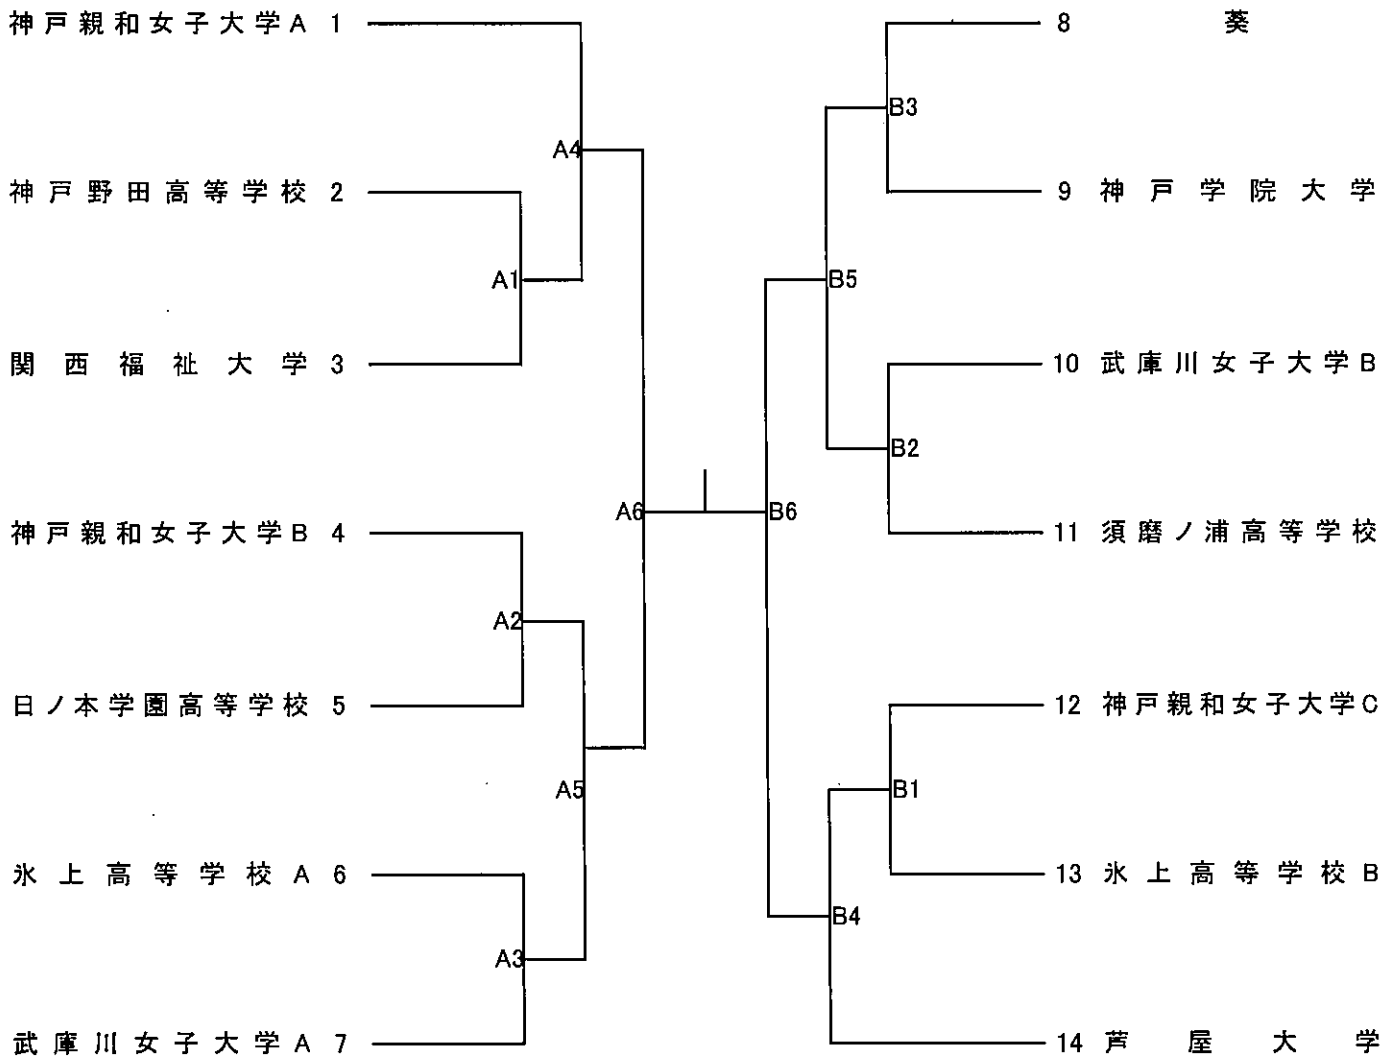 神戸親和女子大学A 1
神戸野田高等学校 2
関西福祉大学 3
神戸親和女子大学B 4
日ノ本学園高等学校 5
氷上高等学校A 6
武庫川女子大学A 7
A4
A1
A6
A2
A5
A3
B3
B5
B2
B6
B1
B4
8 葵
9 神戸学院大学
10 武庫川女子大学B
11 須磨ノ浦高等学校
12 神戸親和女子大学C
13 氷上高等学校B
14 芦屋大学